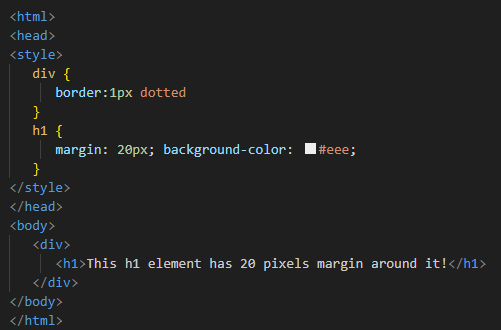 <html>
<head>
<style>
div {
border:1px dotted
}
h1 {
margin: 20px; background-color: #eee;
}
</style>
</head>
<body>
<div>
<h1>This h1 element has 20 pixels margin around it!</h1>
</div>
</body>
</html>